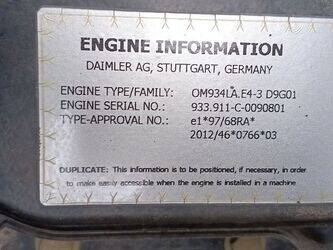 ENGINE INFORMATION
DAIMLER AG, STUTTGART, GERMANY
ENGINE TYPE/FAMILY: OM934LA.E4-3 D9G01
ENGINE SERIAL NO.: 933.911-C-0090801
TYPE-APPROVAL NO.: e1*97/68RA*
2012/46*0766*03
DUPLICATE: This information is to be positioned, if necessary, in order
to make easily accessible when the engine is installed in a machine